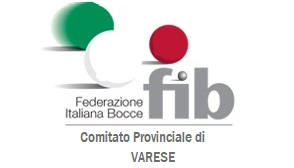 Federazione
Italiana Bocce
fib
Comitato Provinciale di
VARESE